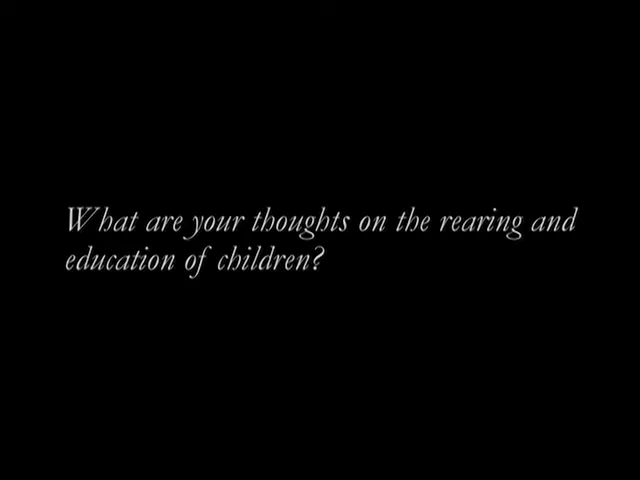 What are your thoughts on the rearing and
education of children?